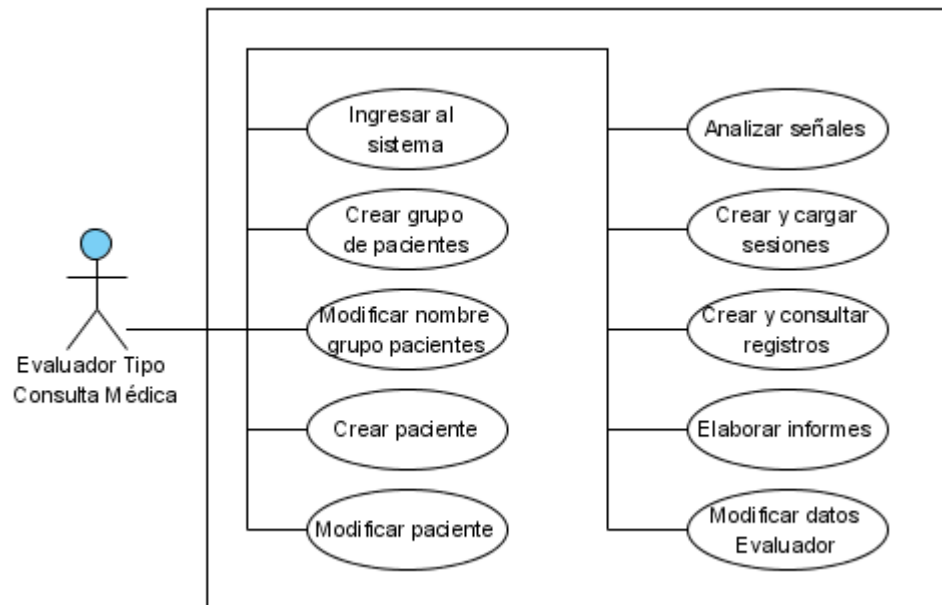 Ingresar al
sistema
Crear grupo
de pacientes
Modificar nombre
grupo pacientes
Crear paciente
Modificar paciente
Analizar señales
Crear y cargar
sesiones
Crear y consultar
registros
Elaborar informes
Modificar datos
Evaluador
Evaluador Tipo
Consulta Médica